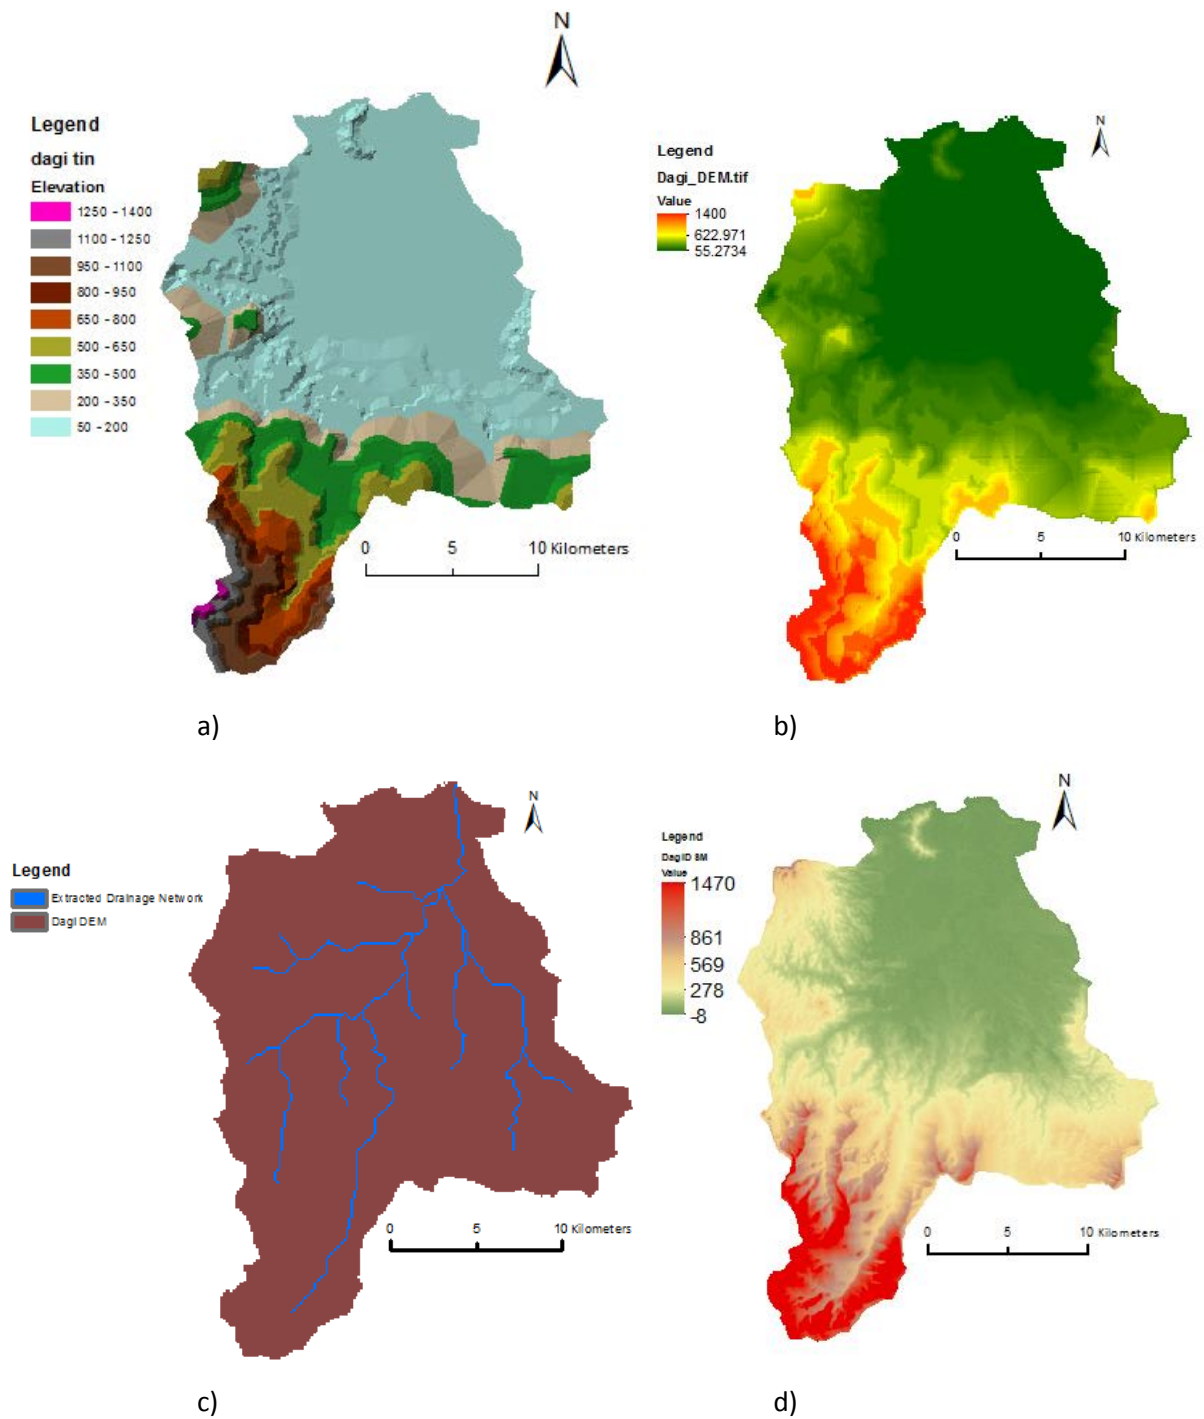 N
Legend
dagi tin
Elevation
1250 - 1400
1100 - 1250
950 - 1100
800 - 950
650 - 800
500 - 650
350 - 500
200 - 350
50 - 200
0 5 10 Kilometers
a)
N
Legend
Dagi_DEM.tif
Value
1400
622.971
55.2734
0 5 10 Kilometers
b)
N
Legend
Extracted Drainage Network
Dagi DEM
0 5 10 Kilometers
c)
N
Legend
Value
1470
861
569
278
-8
0 5 10 Kilometers
d)